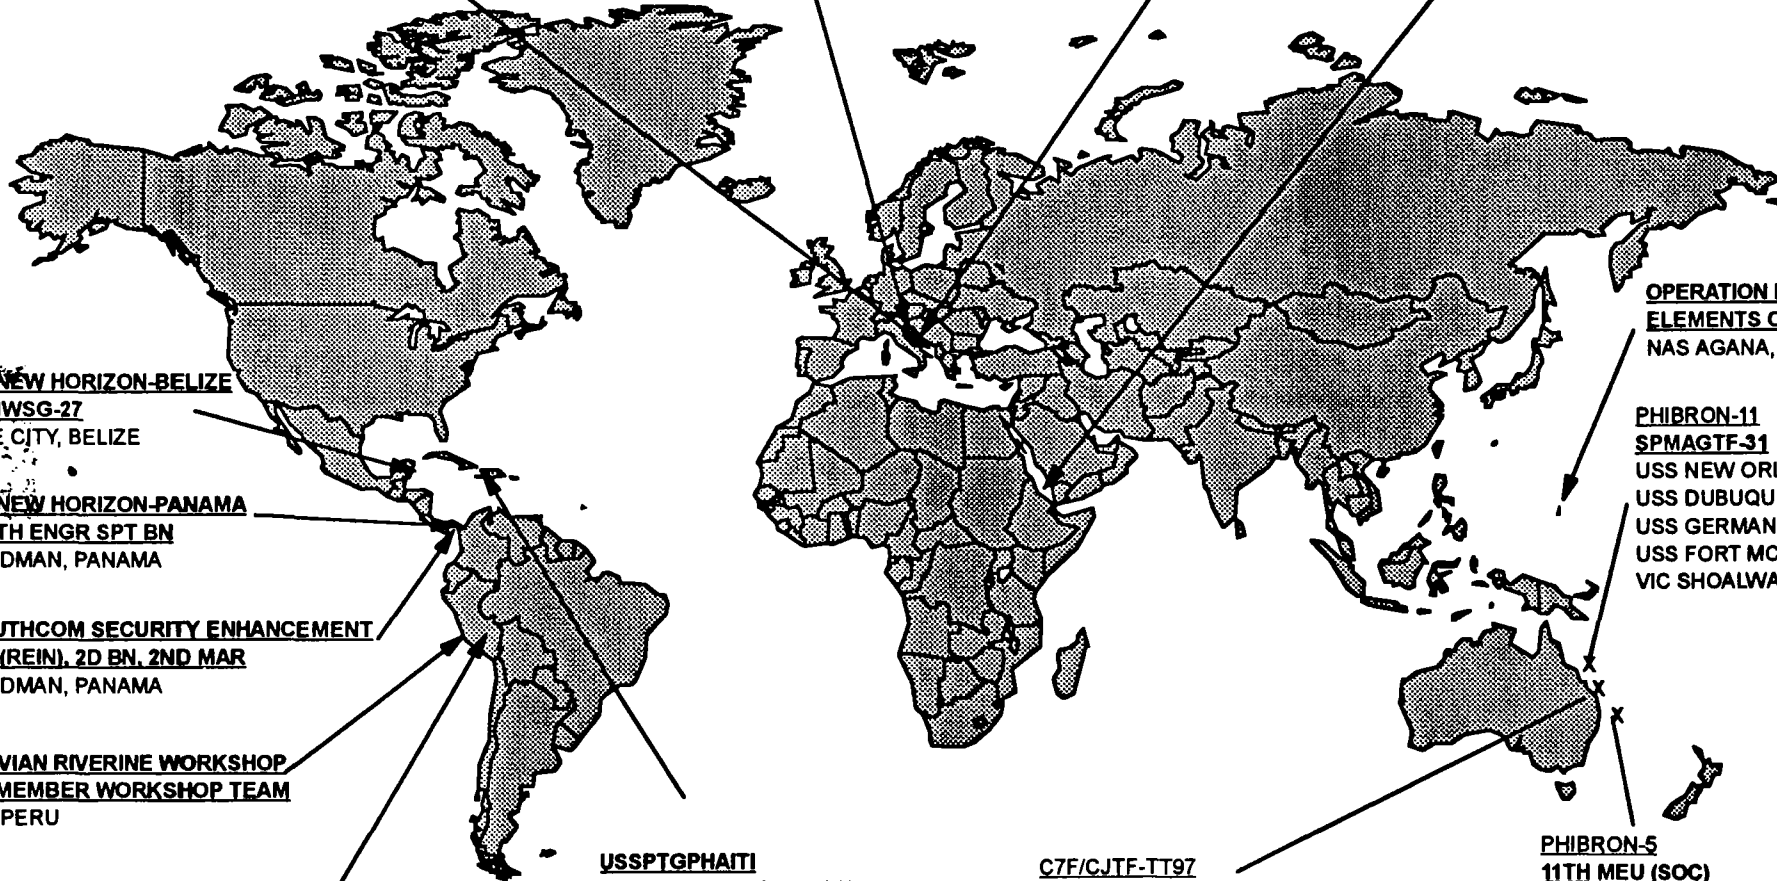 NEW HORIZON-BELIZE
WSG-27
CITY, BELIZE
NEW HORIZON-PANAMA
TH ENGR SPT BN
DMAN, PANAMA
UTHCOM SECURITY ENHANCEMENT
(REIN), 2D BN, 2ND MAR
DMAN, PANAMA
VIAN RIVERINE WORKSHOP
MEMBER WORKSHOP TEAM
PERU
USSPTGPHAITI
C7F/CJTF-TT97
OPERATION
ELEMENTS
NAS AGANA,
PHIBRON-11
SPMAGTF-31
USS NEW ORL
USS DUBUQU
USS GERMAN
USS FORT MC
VIC SHOALWA
X
X
X
PHIBRON-5
11TH MEU (SOC)